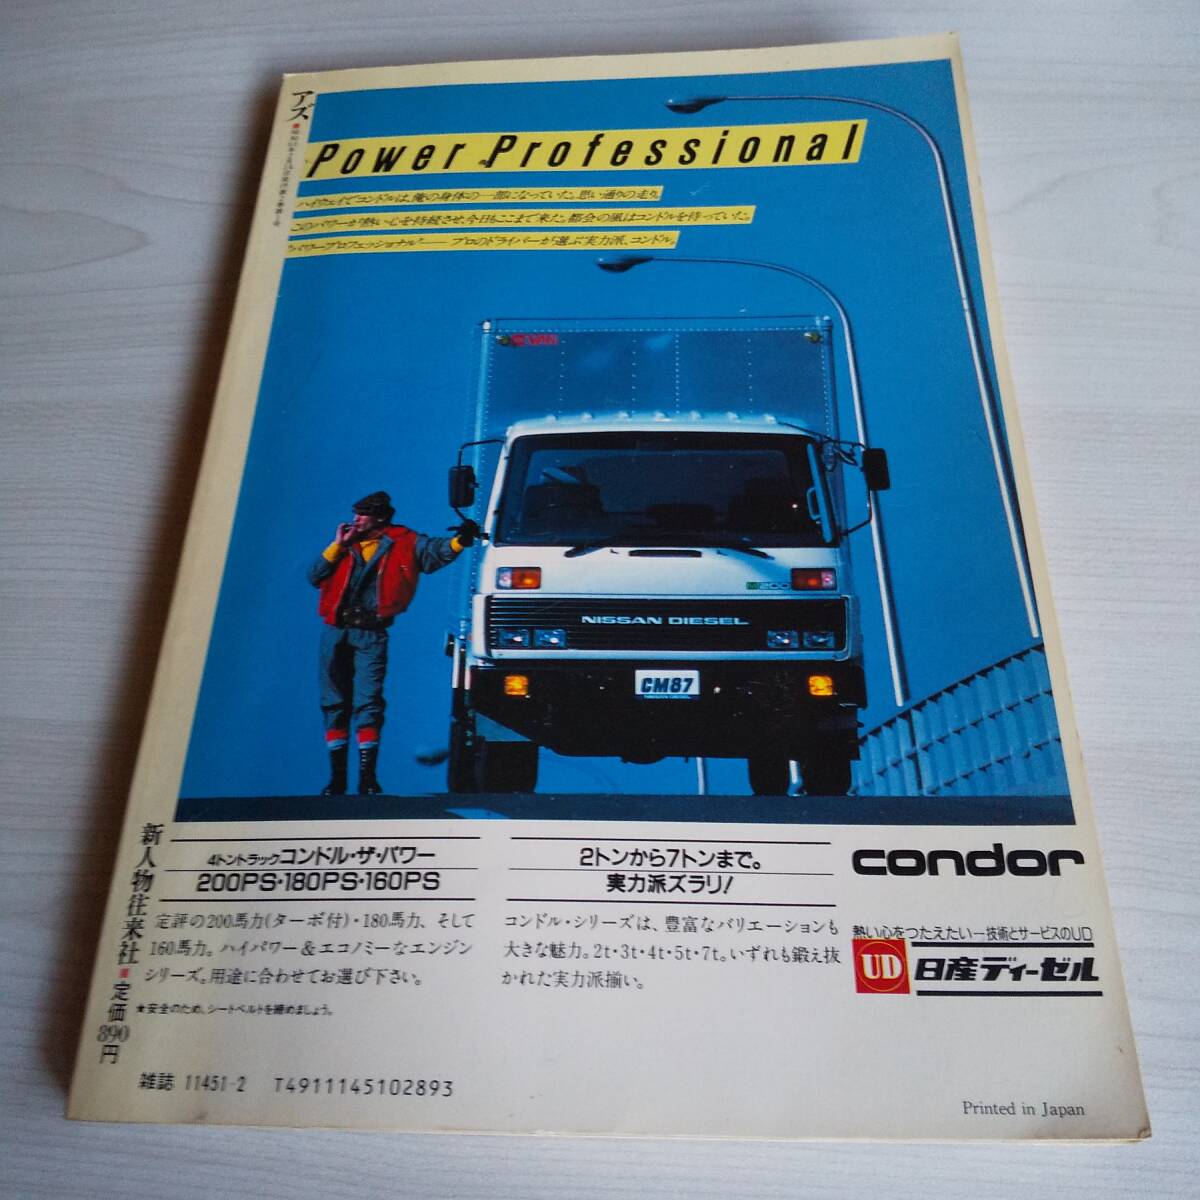 アズ
Power Professional
ハイウェイでコンドルは、俺の身体の一部になっていた。思い通りの走り。
このパワーが熱い心を持続させ、今日もここまで来た。都会の風はコンドルを待っていた。
"パワープロフェッショナル"── プロのドライバーが選ぶ実力派、コンドル。
VAN
M200
NISSAN DIESEL
CM87
NISSAN DIESEL
新人物往来社■定価890円
4トントラックコンドル・ザ・パワー
200PS・180PS・160PS
定評の200馬力(ターボ付)・180馬力、そして
160馬力。ハイパワー&エコノミーなエンジン
シリーズ。用途に合わせてお選び下さい。
★安全のため、シートベルトを締めましょう。
2トンから7トンまで。
実力派ズラリ!
コンドル・シリーズは、豊富なバリエーションも
大きな魅力。2t・3t・4t・5t・7t。いずれも鍛え抜
かれた実力派揃い。
condor
熱い心をつたえたい―技術とサービスのUD
UD 日産ディーゼル
雑誌 11451-2 T4911145102893
Printed in Japan